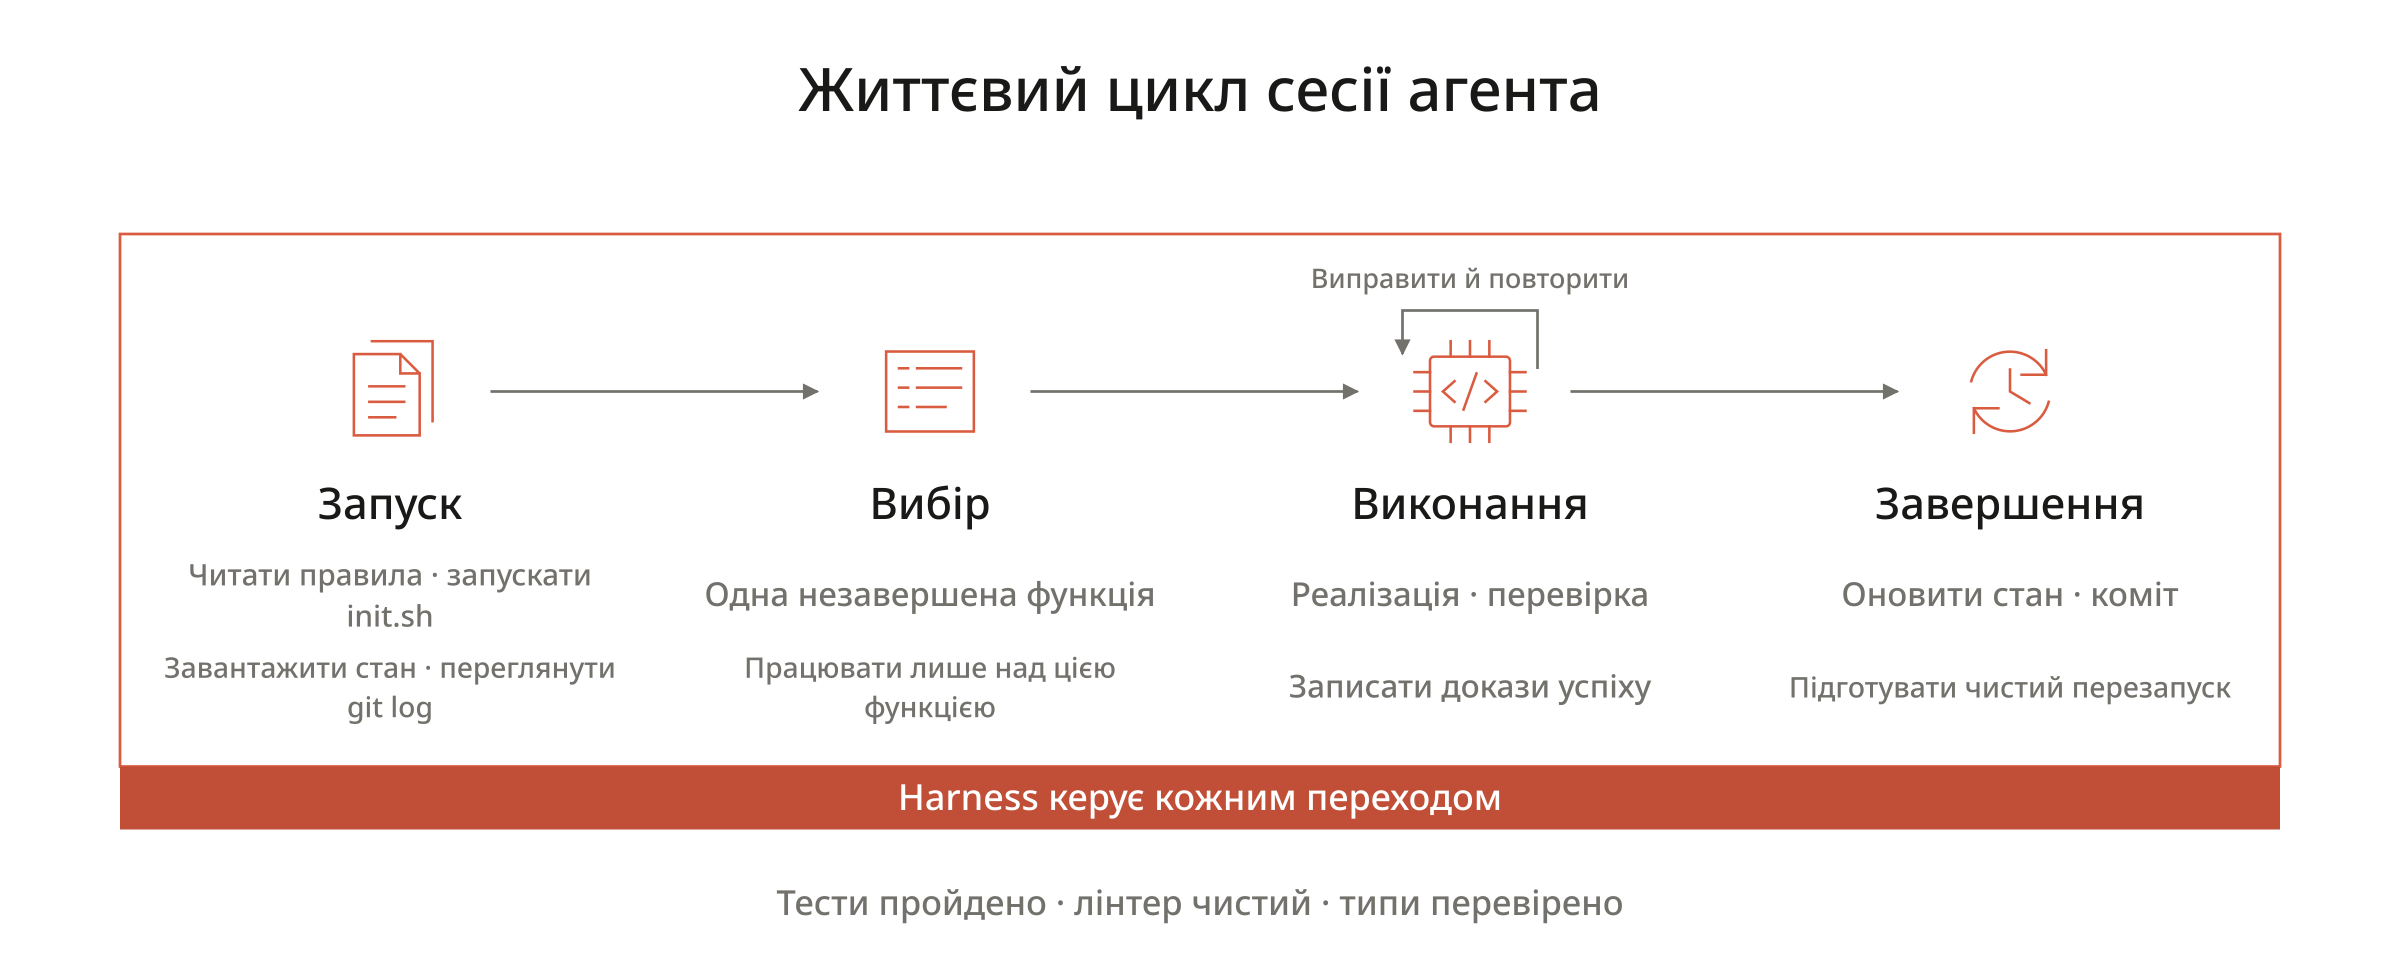 Життєвий цикл сесії агента
Виправити й повторити
Запуск
Читати правила · запускати
init.sh
Завантажити стан · переглянути
git log
Вибір
Одна незавершена функція
Працювати лише над цією
функцією
Виконання
Реалізація · перевірка
Записати докази успіху
Завершення
Оновити стан · коміт
Підготувати чистий перезапуск
Harness керує кожним переходом
Тести пройдено · лінтер чистий · типи перевірено